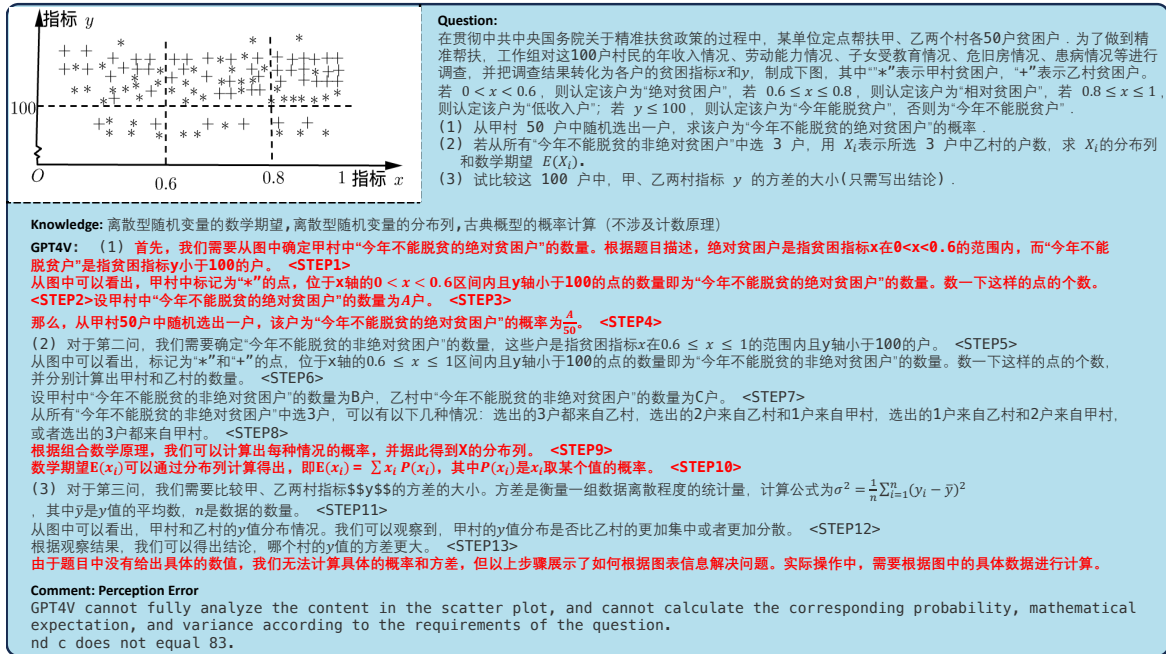 指标 y
100
O
0.6
0.8
1
指标 x
Question:
在贯彻中共中央国务院关于精准扶贫政策的过程中, 某单位定点帮扶甲、乙两个村各50户贫困户 . 为了做到精
准帮扶, 工作组对这100户村民的年收入情况、劳动能力情况、子女受教育情况、危旧房情况、患病情况等进行
调查, 并把调查结果转化为各户的贫困指标x和y, 制成下图, 其中"“*”表示甲村贫困户, “+”表示乙村贫困户.
若 0 < x < 0.6, 则认定该户为“绝对贫困户”, 若 0.6 ≤ x ≤ 0.8, 则认定该户为“相对贫困户”, 若 0.8 ≤ x ≤ 1,
则认定该户为“低收入户”; 若 y ≤ 100, 则认定该户为“今年能脱贫户”, 否则为“今年不能脱贫户” .
(1) 从甲村 50 户中随机选出一户, 求该户为“今年不能脱贫的绝对贫困户”的概率 .
(2) 若从所有“今年不能脱贫的非绝对贫困户”中选 3 户, 用 Xᵢ表示所选 3 户中乙村的户数, 求 Xᵢ的分布列
和数学期望 E(Xᵢ).
(3) 试比较这 100 户中, 甲、乙两村指标 y 的方差的大小(只需写出结论) .
Knowledge: 离散型随机变量的数学期望,离散型随机变量的分布列,古典概型的概率计算 (不涉及计数原理)
GPT4V: (1) 首先, 我们需要从图中确定甲村中“今年不能脱贫的绝对贫困户”的数量。根据题目描述, 绝对贫困户是指贫困指标x在0<x<0.6的范围内, 而“今年不能
脱贫户”是指贫困指标y小于100的户。 <STEP1>
从图中可以看出, 甲村中标记为“*”的点, 位于x轴的0 < x < 0.6区间内且y轴小于100的点的数量即为“今年不能脱贫的绝对贫困户”的数量。数一下这样的点的个数。
<STEP2>设甲村中“今年不能脱贫的绝对贫困户”的数量为A户。 <STEP3>
那么, 从甲村50户中随机选出一户, 该户为“今年不能脱贫的绝对贫困户”的概率为A/50。 <STEP4>
(2) 对于第二问, 我们需要确定“今年不能脱贫的非绝对贫困户”的数量, 这些户是指贫困指标x在0.6 ≤ x ≤ 1的范围内且y轴小于100的户。 <STEP5>
从图中可以看出, 标记为“*”和“+”的点, 位于x轴的0.6 ≤ x ≤ 1区间内且y轴小于100的点的数量即为“今年不能脱贫的非绝对贫困户”的数量。数一下这样的点的个数,
并分别计算出甲村和乙村的数量。 <STEP6>
设甲村中“今年不能脱贫的非绝对贫困户”的数量为B户, 乙村中“今年不能脱贫的非绝对贫困户”的数量为C户。 <STEP7>
从所有“今年不能脱贫的非绝对贫困户”中选3户, 可以有以下几种情况: 选出的3户都来自乙村, 选出的2户来自乙村和1户来自甲村, 选出的1户来自乙村和2户来自甲村,
或者选出的3户都来自甲村。 <STEP8>
根据组合数学原理, 我们可以计算出每种情况的概率, 并据此得到X的分布列。 <STEP9>
数学期望E(xᵢ)可以通过分布列计算得出, 即E(xᵢ) = ∑ xᵢ P(xᵢ), 其中P(xᵢ)是xᵢ取某个值的概率。 <STEP10>
(3) 对于第三问, 我们需要比较甲、乙两村指标$$y$$的方差的大小。方差是衡量一组数据离散程度的统计量, 计算公式为σ² = 1/n ∑ⁿᵢ₌₁(yᵢ − ȳ)²
, 其中ȳ是y值的平均数, n是数据的数量。 <STEP11>
从图中可以看出, 甲村和乙村的y值分布情况。我们可以观察到, 甲村的y值分布是否比乙村的更加集中或者更加分散。 <STEP12>
根据观察结果, 我们可以得出结论, 哪个村的y值的方差更大。 <STEP13>
由于题目中没有给出具体的数值, 我们无法计算具体的概率和方差, 但以上步骤展示了如何根据图表信息解决问题。实际操作中, 需要根据图中的具体数据进行计算。
Comment: Perception Error
GPT4V cannot fully analyze the content in the scatter plot, and cannot calculate the corresponding probability, mathematical
expectation, and variance according to the requirements of the question.
nd c does not equal 83.